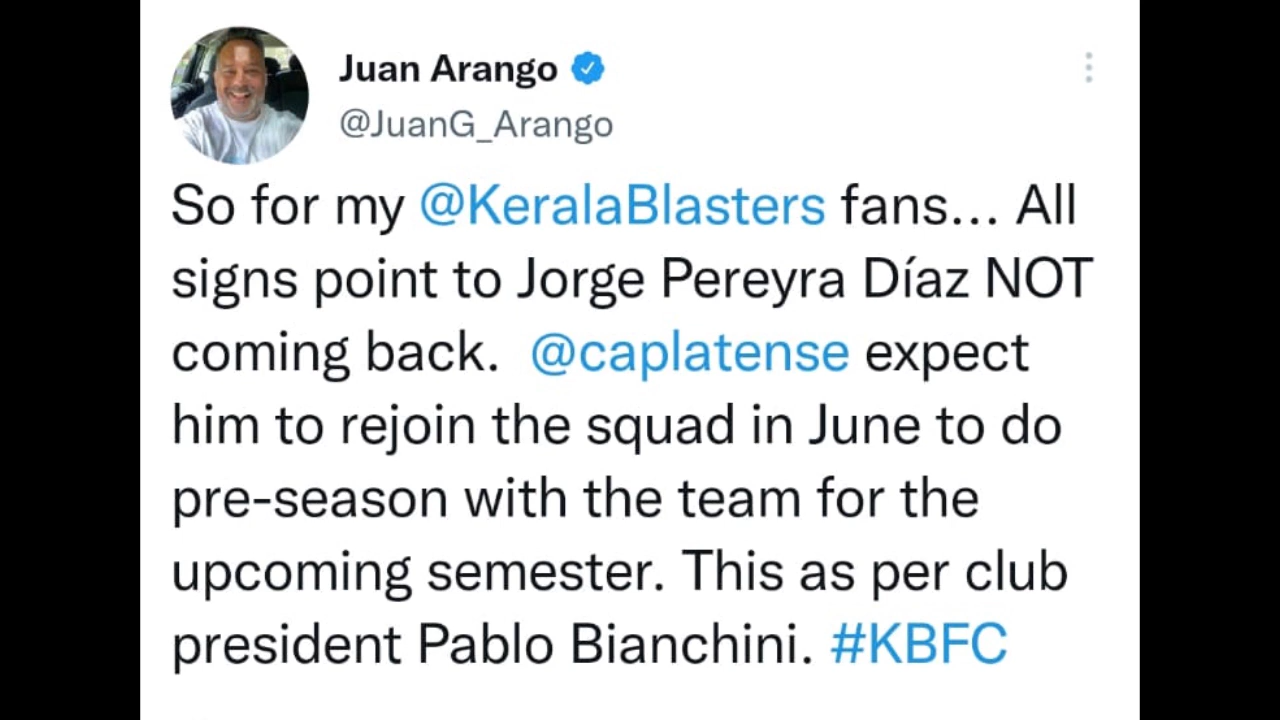 Juan Arango
@JuanG_Arango
So for my @KeralaBlasters fans... All
signs point to Jorge Pereyra Díaz NOT
coming back.  @caplatense expect
him to rejoin the squad in June to do
pre-season with the team for the
upcoming semester. This as per club
president Pablo Bianchini. #KBFC